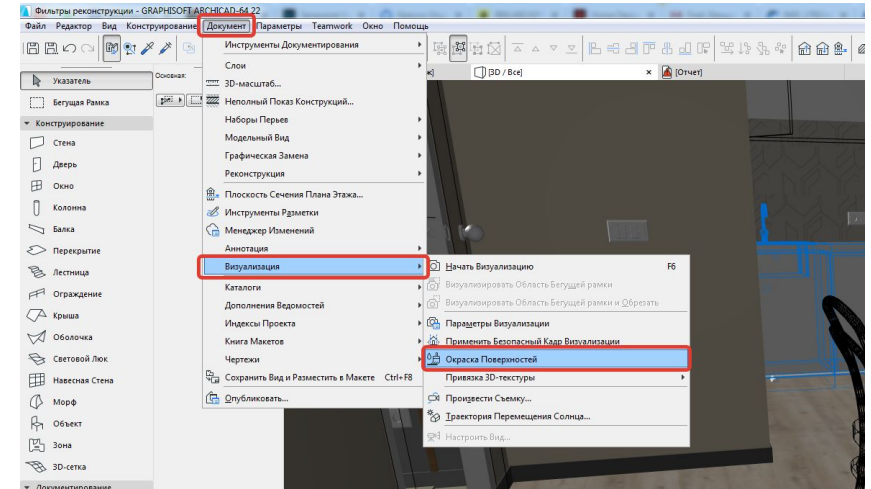 Фильтры реконструкции - GRAPHISOFT ARCHICAD-64 22
Файл Редактор Вид Конструирование Документ Параметры Teamwork Окно Помощь
Основная:
[3D / Все]
[Отчет]
Указатель
Бегущая Рамка
Конструирование
Стена
Дверь
Окно
Колонна
Балка
Перекрытие
Лестница
Ограждение
Крыша
Оболочка
Световой Люк
Навесная Стена
Морф
Объект
Зона
3D-сетка
Документирование
Инструменты Документирования
Слои
3D-масштаб...
Неполный Показ Конструкций...
Наборы Перьев
Модельный Вид
Графическая Замена
Реконструкция
Плоскость Сечения Плана Этажа...
Инструменты Разметки
Менеджер Изменений
Аннотация
Визуализация
Каталоги
Дополнения Ведомостей
Индексы Проекта
Книга Макетов
Чертежи
Сохранить Вид и Разместить в Макете Ctrl+F8
Опубликовать...
Начать Визуализацию F6
Визуализировать Область Бегущей рамки
Визуализировать Область Бегущей рамки и Обрезать
Параметры Визуализации
Применить Безопасный Кадр Визуализации
Окраска Поверхностей
Привязка 3D-текстуры
Произвести Съемку...
Траектория Перемещения Солнца...
Настроить Вид...